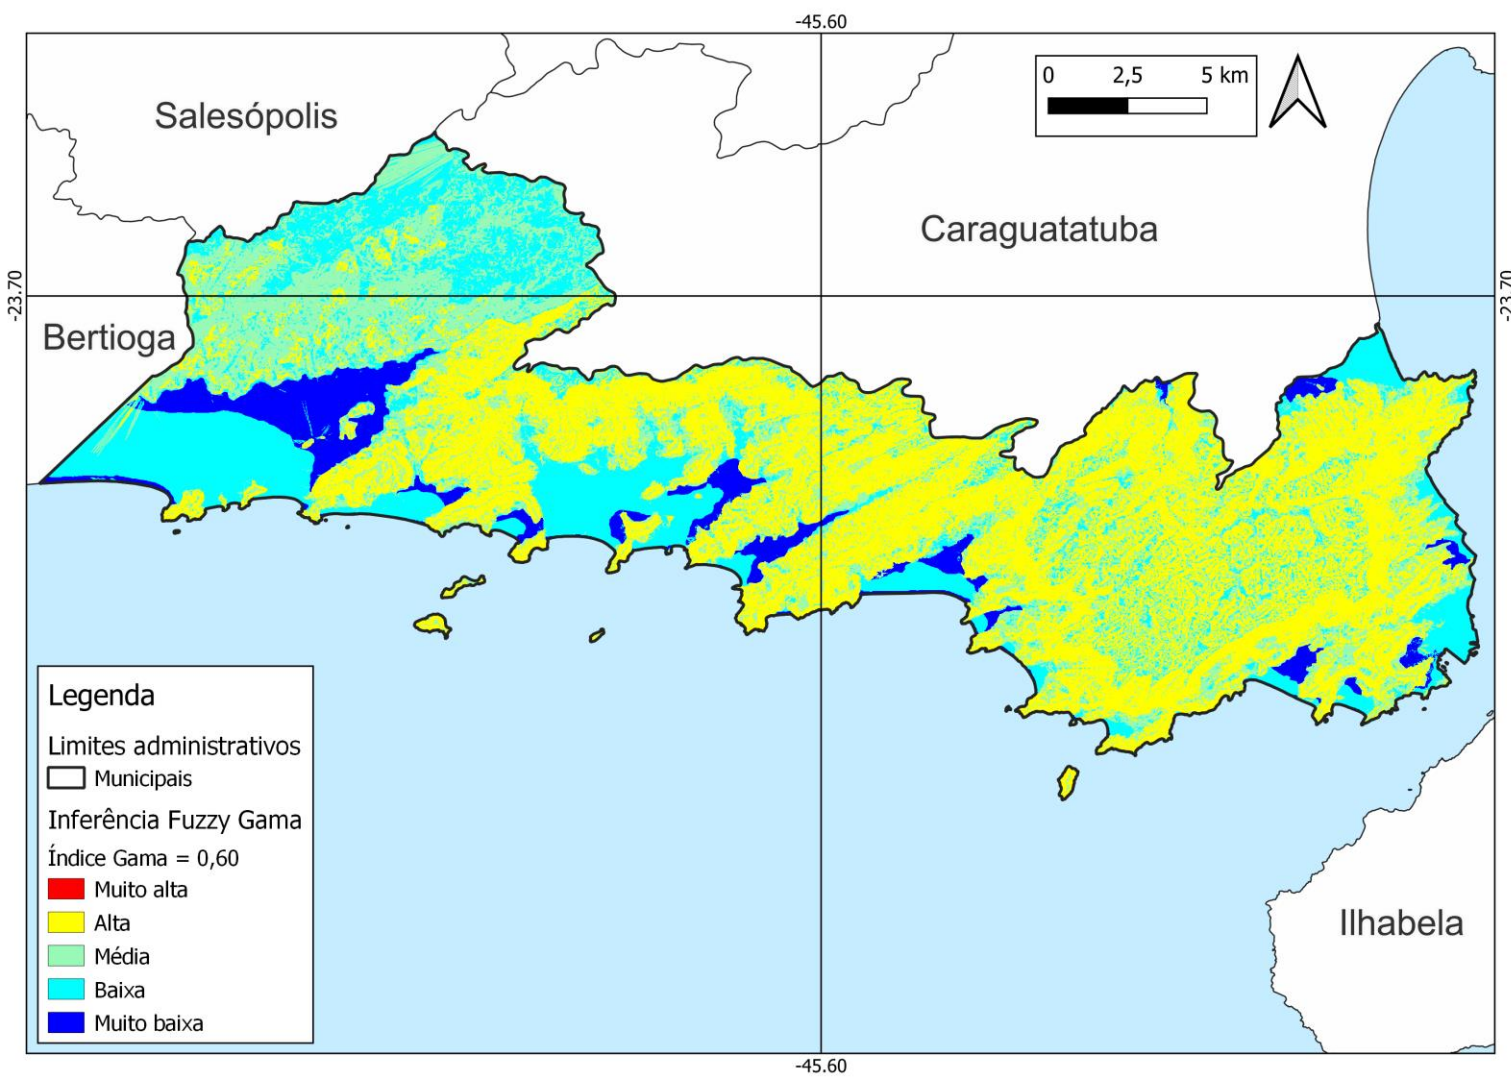 -45.60
0 2,5 5 km
Salesópolis
Caraguatatuba
-23.70
-23.70
Bertioga
Legenda
Limites administrativos
Municipais
Inferência Fuzzy Gama
Índice Gama = 0,60
Muito alta
Alta
Média
Baixa
Muito baixa
Ilhabela
-45.60